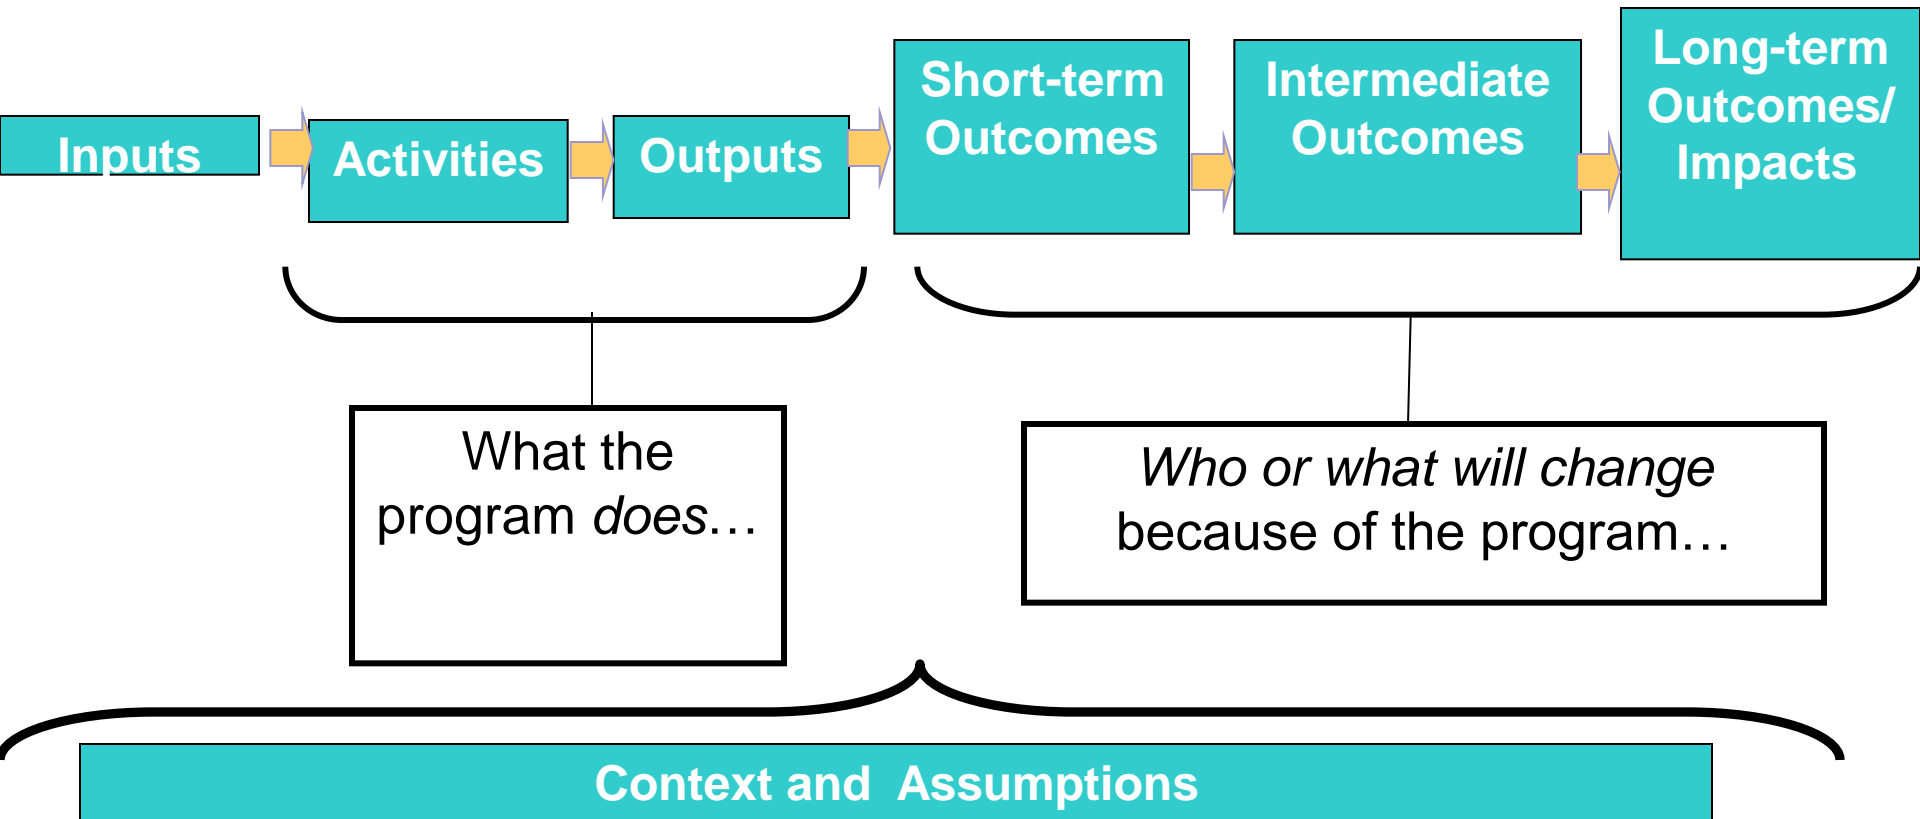 Inputs
Activities
Outputs
Short-term
Outcomes
Intermediate
Outcomes
Long-term
Outcomes/
Impacts
What the
program does…
Who or what will change
because of the program…
Context and  Assumptions